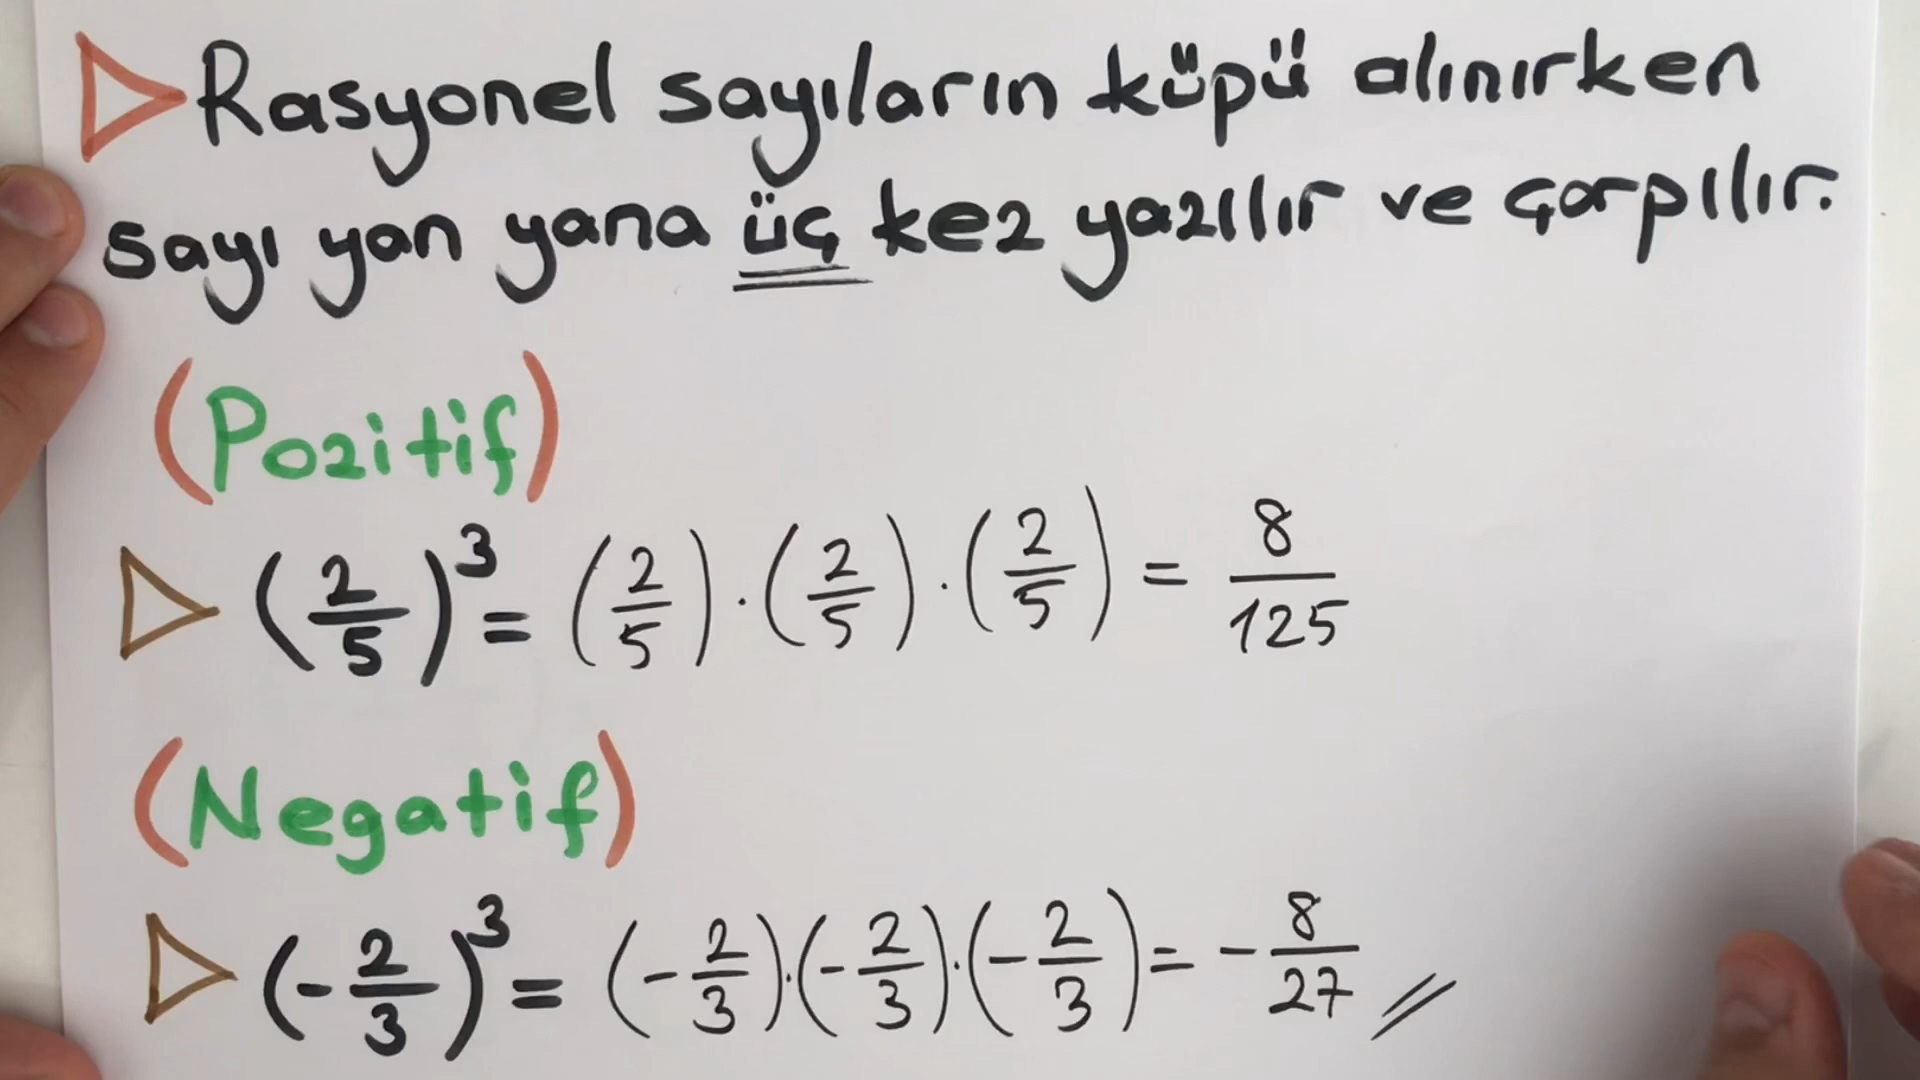 Rasyonel sayıların küpü alınırken
sayı yan yana üç kez yazılır ve çarpılır.
(Pozitif)
(2/5)³ = (2/5)·(2/5)·(2/5) = 8/125
(Negatif)
(-2/3)³ = (-2/3)·(-2/3)·(-2/3) = -8/27